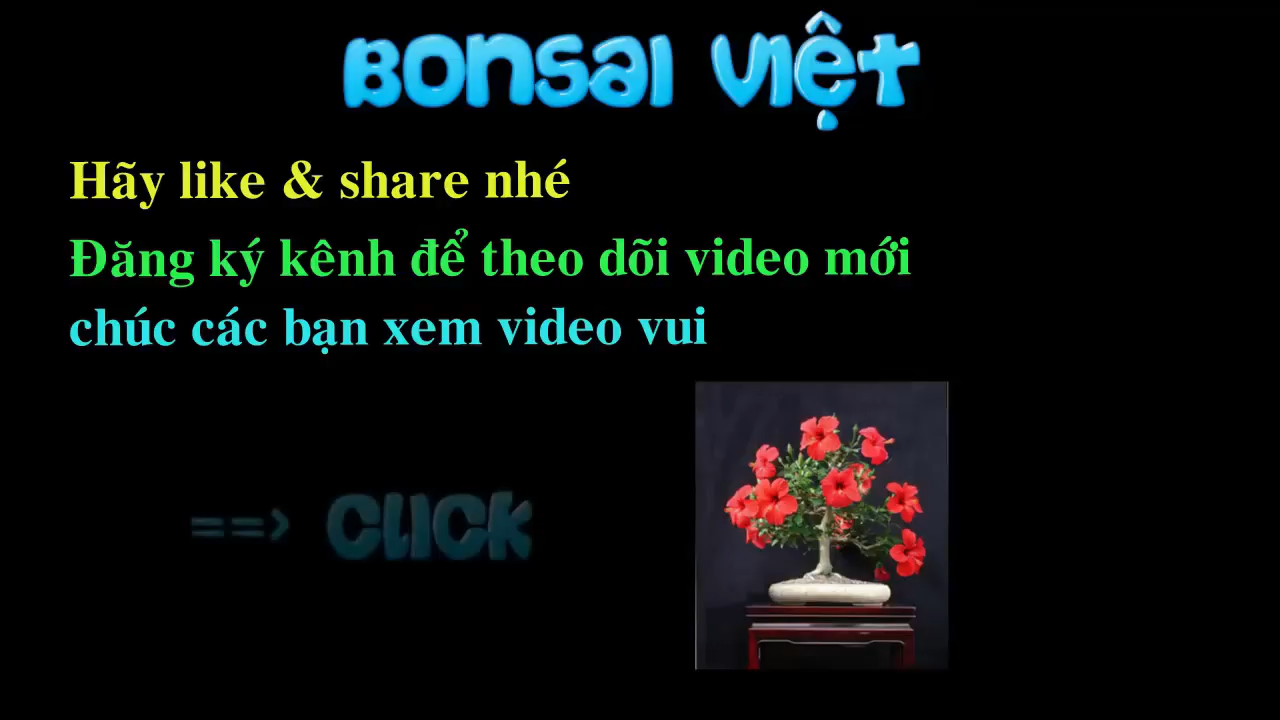 Bonsai Việt
Hãy like & share nhé
Đăng ký kênh để theo dõi video mới
chúc các bạn xem video vui
==> Click